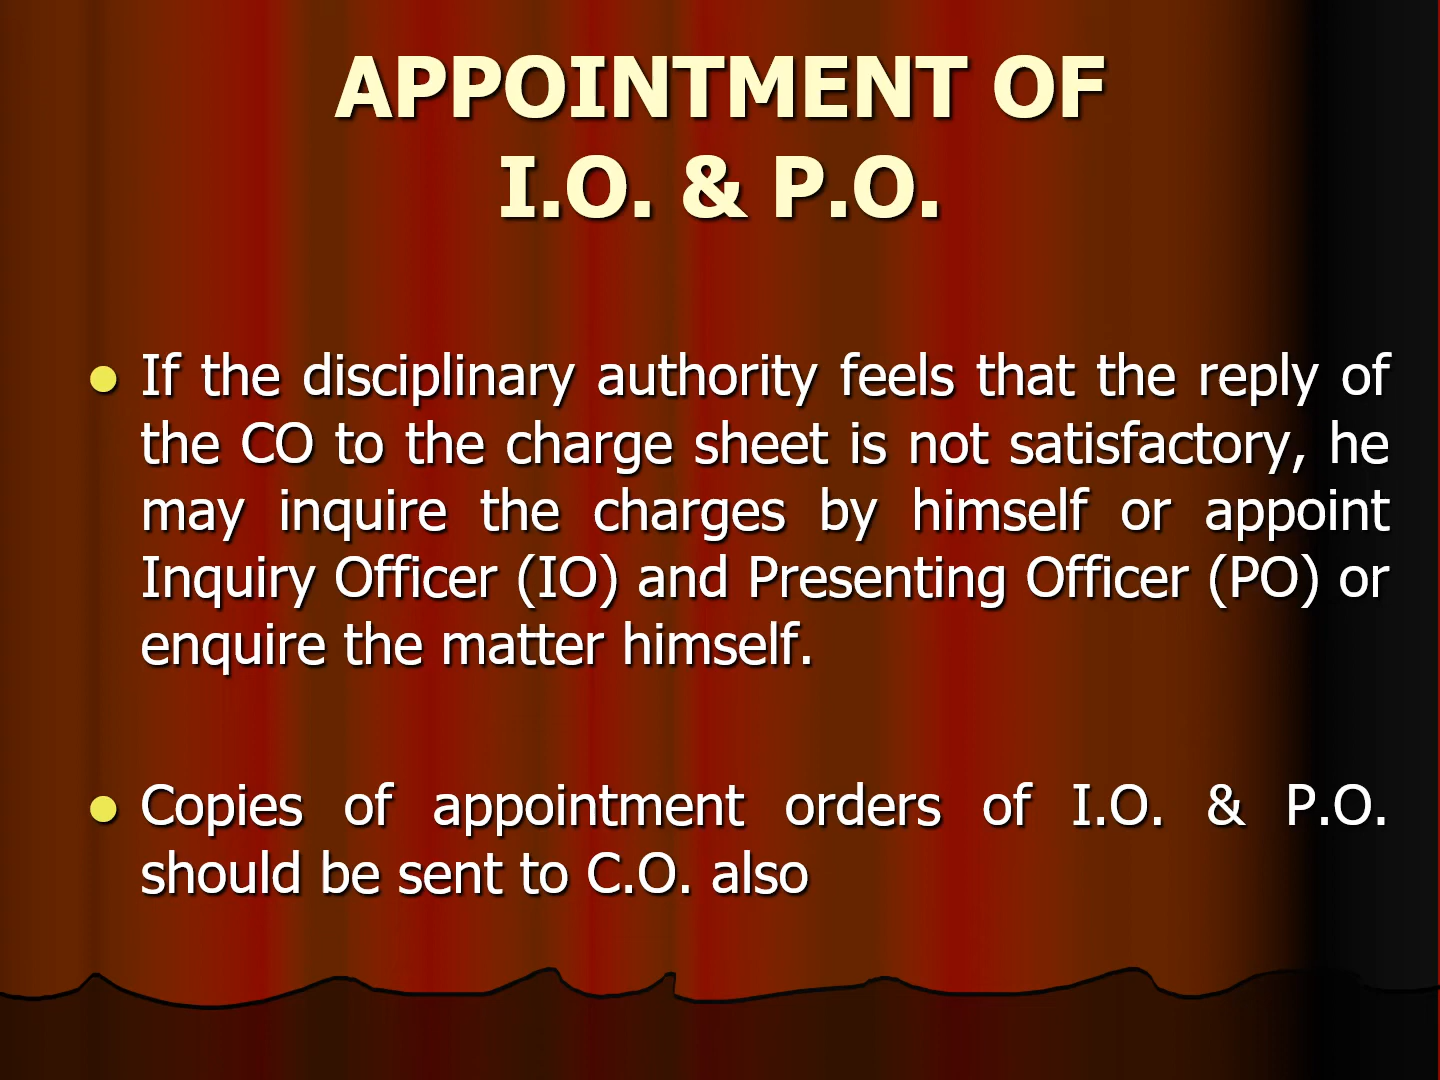 APPOINTMENT OF
I.O. & P.O.
If the disciplinary authority feels that the reply of
the CO to the charge sheet is not satisfactory, he
may inquire the charges by himself or appoint
Inquiry Officer (IO) and Presenting Officer (PO) or
enquire the matter himself.
Copies of appointment orders of I.O. & P.O.
should be sent to C.O. also